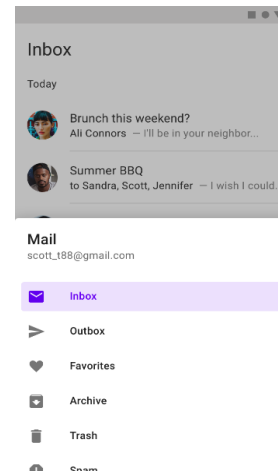 Inbox
Today
Brunch this weekend?
Ali Connors — I'll be in your neighbor...
Summer BBQ
to Sandra, Scott, Jennifer — I wish I could.
Mail
scott_t88@gmail.com
Inbox
Outbox
Favorites
Archive
Trash
Spam